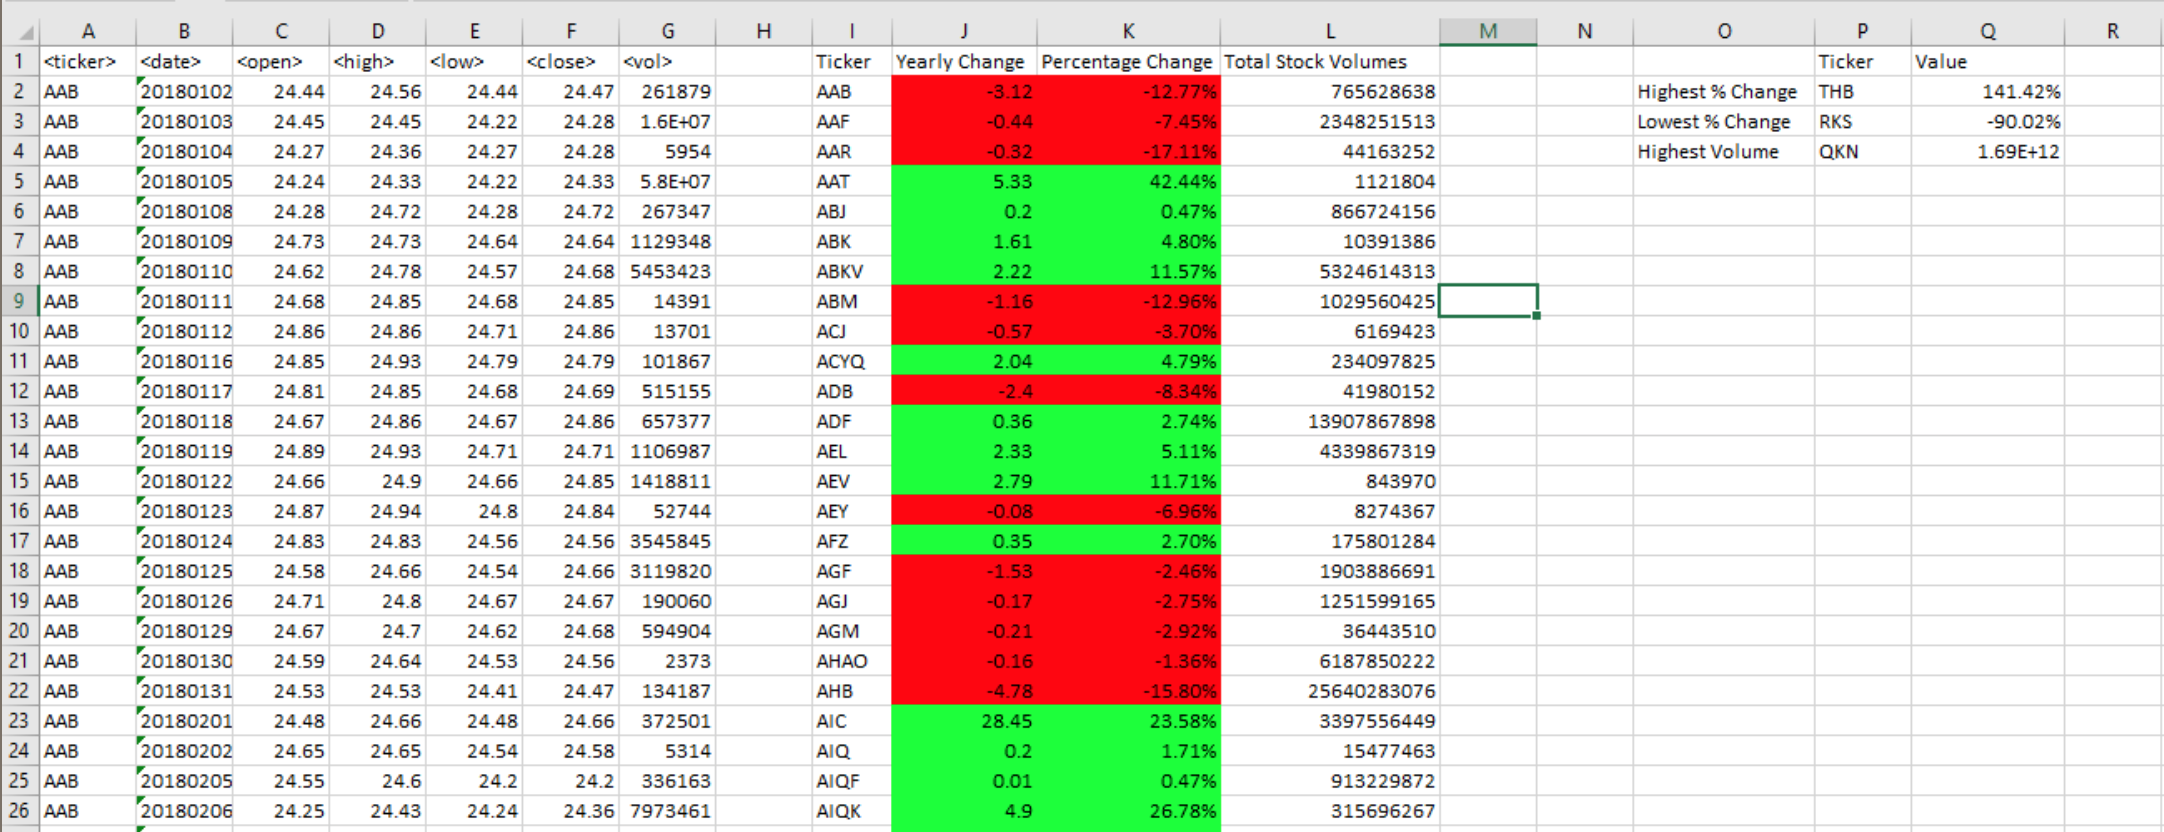 A B C D E F G H I J K L M N O P Q R
1 <ticker> <date> <open> <high> <low> <close> <vol> Ticker Yearly Change Percentage Change Total Stock Volumes Ticker Value
2 AAB 20180102 24.44 24.56 24.44 24.47 261879 AAB -3.12 -12.77% 765628638 Highest % Change THB 141.42%
3 AAB 20180103 24.45 24.45 24.22 24.28 1.6E+07 AAF -0.44 -7.45% 2348251513 Lowest % Change RKS -90.02%
4 AAB 20180104 24.27 24.36 24.27 24.28 5954 AAR -0.32 -17.11% 44163252 Highest Volume QKN 1.69E+12
5 AAB 20180105 24.24 24.33 24.22 24.33 5.8E+07 AAT 5.33 42.44% 1121804
6 AAB 20180108 24.28 24.72 24.28 24.72 267347 ABJ 0.2 0.47% 866724156
7 AAB 20180109 24.73 24.73 24.64 24.64 1129348 ABK 1.61 4.80% 10391386
8 AAB 20180110 24.62 24.78 24.57 24.68 5453423 ABKV 2.22 11.57% 5324614313
9 AAB 20180111 24.68 24.85 24.68 24.85 14391 ABM -1.16 -12.96% 1029560425
10 AAB 20180112 24.86 24.86 24.71 24.86 13701 ACJ -0.57 -3.70% 6169423
11 AAB 20180116 24.85 24.93 24.79 24.79 101867 ACYQ 2.04 4.79% 234097825
12 AAB 20180117 24.81 24.85 24.68 24.69 515155 ADB -2.4 -8.34% 41980152
13 AAB 20180118 24.67 24.86 24.67 24.86 657377 ADF 0.36 2.74% 13907867898
14 AAB 20180119 24.89 24.93 24.71 24.71 1106987 AEL 2.33 5.11% 4339867319
15 AAB 20180122 24.66 24.9 24.66 24.85 1418811 AEV 2.79 11.71% 843970
16 AAB 20180123 24.87 24.94 24.8 24.84 52744 AEY -0.08 -6.96% 8274367
17 AAB 20180124 24.83 24.83 24.56 24.56 3545845 AFZ 0.35 2.70% 175801284
18 AAB 20180125 24.58 24.66 24.54 24.66 3119820 AGF -1.53 -2.46% 1903886691
19 AAB 20180126 24.71 24.8 24.67 24.67 190060 AGJ -0.17 -2.75% 1251599165
20 AAB 20180129 24.67 24.7 24.62 24.68 594904 AGM -0.21 -2.92% 36443510
21 AAB 20180130 24.59 24.64 24.53 24.56 2373 AHAO -0.16 -1.36% 6187850222
22 AAB 20180131 24.53 24.53 24.41 24.47 134187 AHB -4.78 -15.80% 25640283076
23 AAB 20180201 24.48 24.66 24.48 24.66 372501 AIC 28.45 23.58% 3397556449
24 AAB 20180202 24.65 24.65 24.54 24.58 5314 AIQ 0.2 1.71% 15477463
25 AAB 20180205 24.55 24.6 24.2 24.2 336163 AIQF 0.01 0.47% 913229872
26 AAB 20180206 24.25 24.43 24.24 24.36 7973461 AIQK 4.9 26.78% 315696267